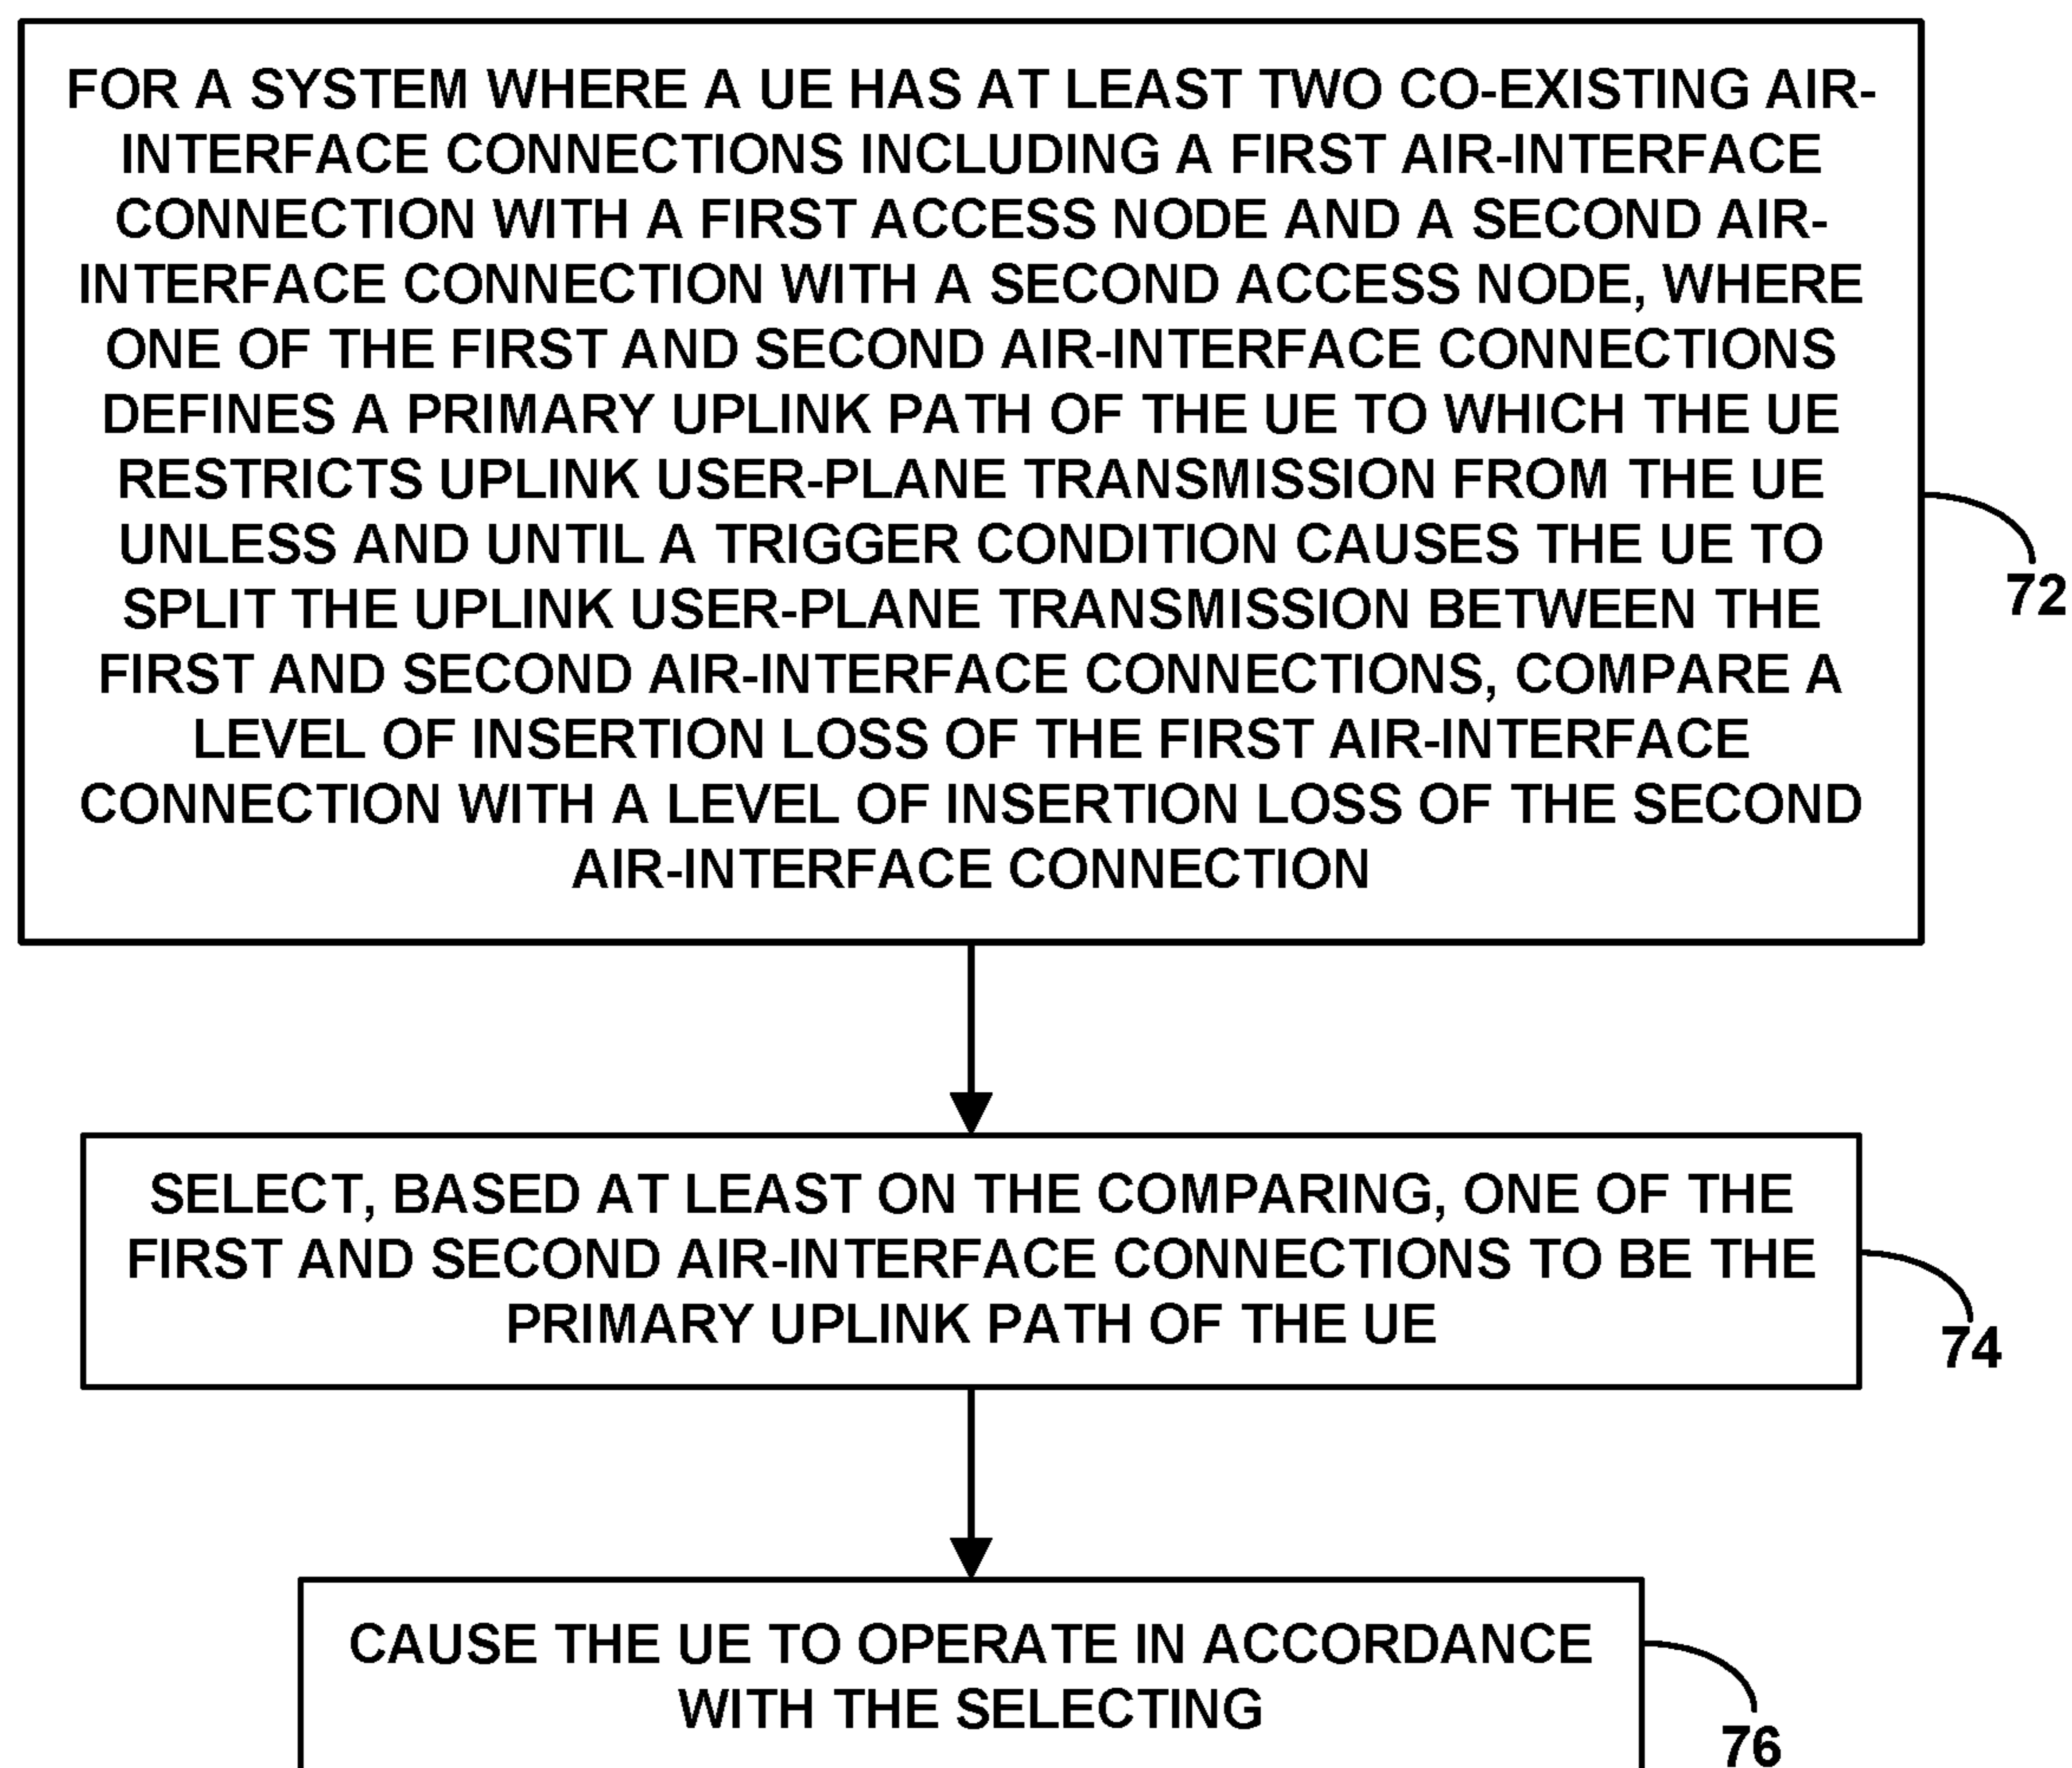 FOR A SYSTEM WHERE A UE HAS AT LEAST TWO CO-EXISTING AIR-
INTERFACE CONNECTIONS INCLUDING A FIRST AIR-INTERFACE
CONNECTION WITH A FIRST ACCESS NODE AND A SECOND AIR-
INTERFACE CONNECTION WITH A SECOND ACCESS NODE, WHERE
ONE OF THE FIRST AND SECOND AIR-INTERFACE CONNECTIONS
DEFINES A PRIMARY UPLINK PATH OF THE UE TO WHICH THE UE
RESTRICTS UPLINK USER-PLANE TRANSMISSION FROM THE UE
UNLESS AND UNTIL A TRIGGER CONDITION CAUSES THE UE TO
SPLIT THE UPLINK USER-PLANE TRANSMISSION BETWEEN THE
FIRST AND SECOND AIR-INTERFACE CONNECTIONS, COMPARE A
LEVEL OF INSERTION LOSS OF THE FIRST AIR-INTERFACE
CONNECTION WITH A LEVEL OF INSERTION LOSS OF THE SECOND
AIR-INTERFACE CONNECTION
72
SELECT, BASED AT LEAST ON THE COMPARING, ONE OF THE
FIRST AND SECOND AIR-INTERFACE CONNECTIONS TO BE THE
PRIMARY UPLINK PATH OF THE UE
74
CAUSE THE UE TO OPERATE IN ACCORDANCE
WITH THE SELECTING
76